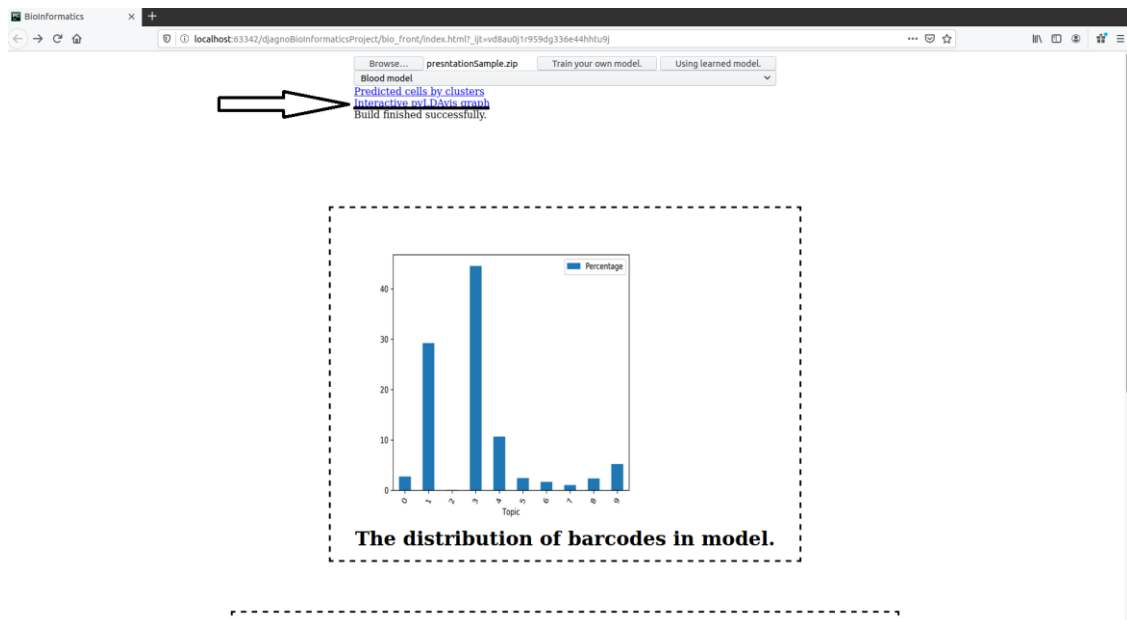 BioInformatics
localhost:63342/djagnoBioInformaticsProject/bio_front/index.html?_ijt=vd8au0j1r959dg336e44hhtu9j
Browse... presntationSample.zip Train your own model. Using learned model.
Blood model
Predicted cells by clusters
Interactive pyLDAvis graph
Build finished successfully.
Percentage
40
30
20
10
0
0 1 2 3 4 5 6 7 8 9
Topic
The distribution of barcodes in model.